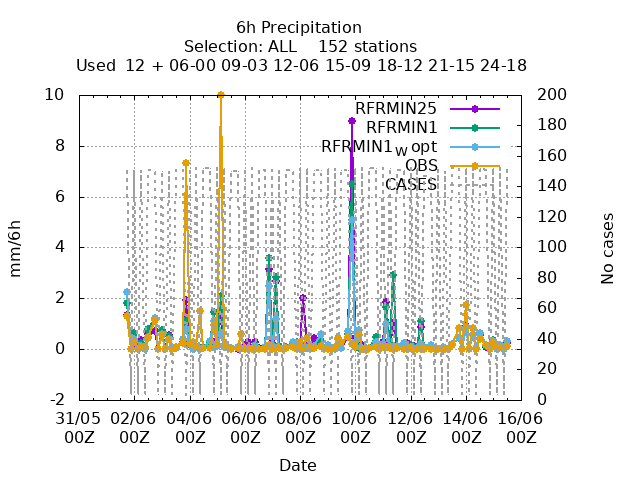 6h Precipitation
Selection: ALL 152 stations
Used 12 + 06-00 09-03 12-06 15-09 18-12 21-15 24-18
RFRMIN25
RFRMIN1
RFRMIN1w opt
OBS
CASES
mm/6h
10
8
6
4
2
0
-2
No cases
200
180
160
140
120
100
80
60
40
20
0
31/05 02/06 04/06 06/06 08/06 10/06 12/06 14/06 16/06
00Z 00Z 00Z 00Z 00Z 00Z 00Z 00Z 00Z
Date